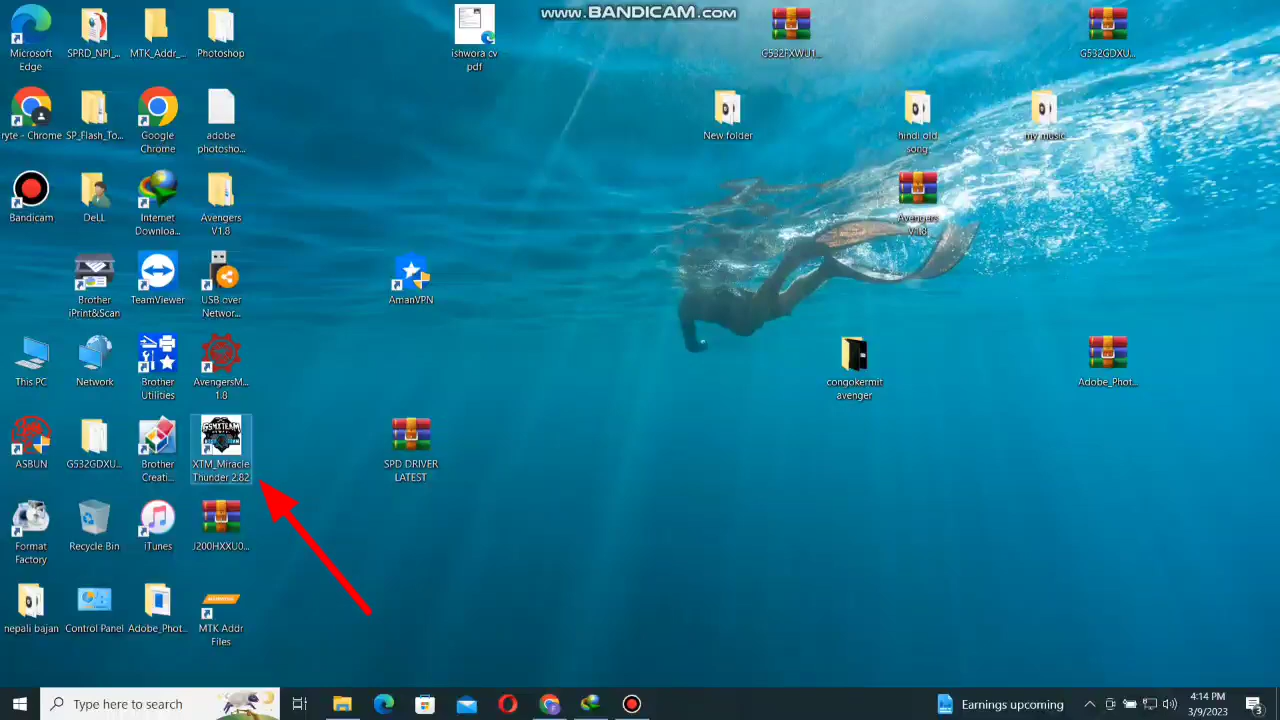 www.BANDICAM.com
Microsoft
Edge
SPRD_NPI_...
MTK_Addr_...
Photoshop
ishwora cv
pdf
G532FXWU1...
G532GDXU...
ryte - Chrome
SP_Flash_To...
Google
Chrome
adobe
photosho...
New folder
hindi old
song
my music
Bandicam
DeLL
Internet
Downloa...
Avengers
V1.8
Avengers
V1.8
Brother
iPrint&Scan
TeamViewer
USB over
Networ...
AmanVPN
This PC
Network
Brother
Utilities
AvengersM...
1.8
congokermit
avenger
Adobe_Phot...
ASBUN
G532GDXU...
Brother
Creati...
GSMXTEAM
XTM_Miracle
Thunder 2.82
SPD DRIVER
LATEST
Format
Factory
Recycle Bin
iTunes
J200HXXU0...
nepali bajan
Control Panel
Adobe_Phot...
MTK Addr
Files
Type here to search
Earnings upcoming
4:14 PM
3/9/2023
3